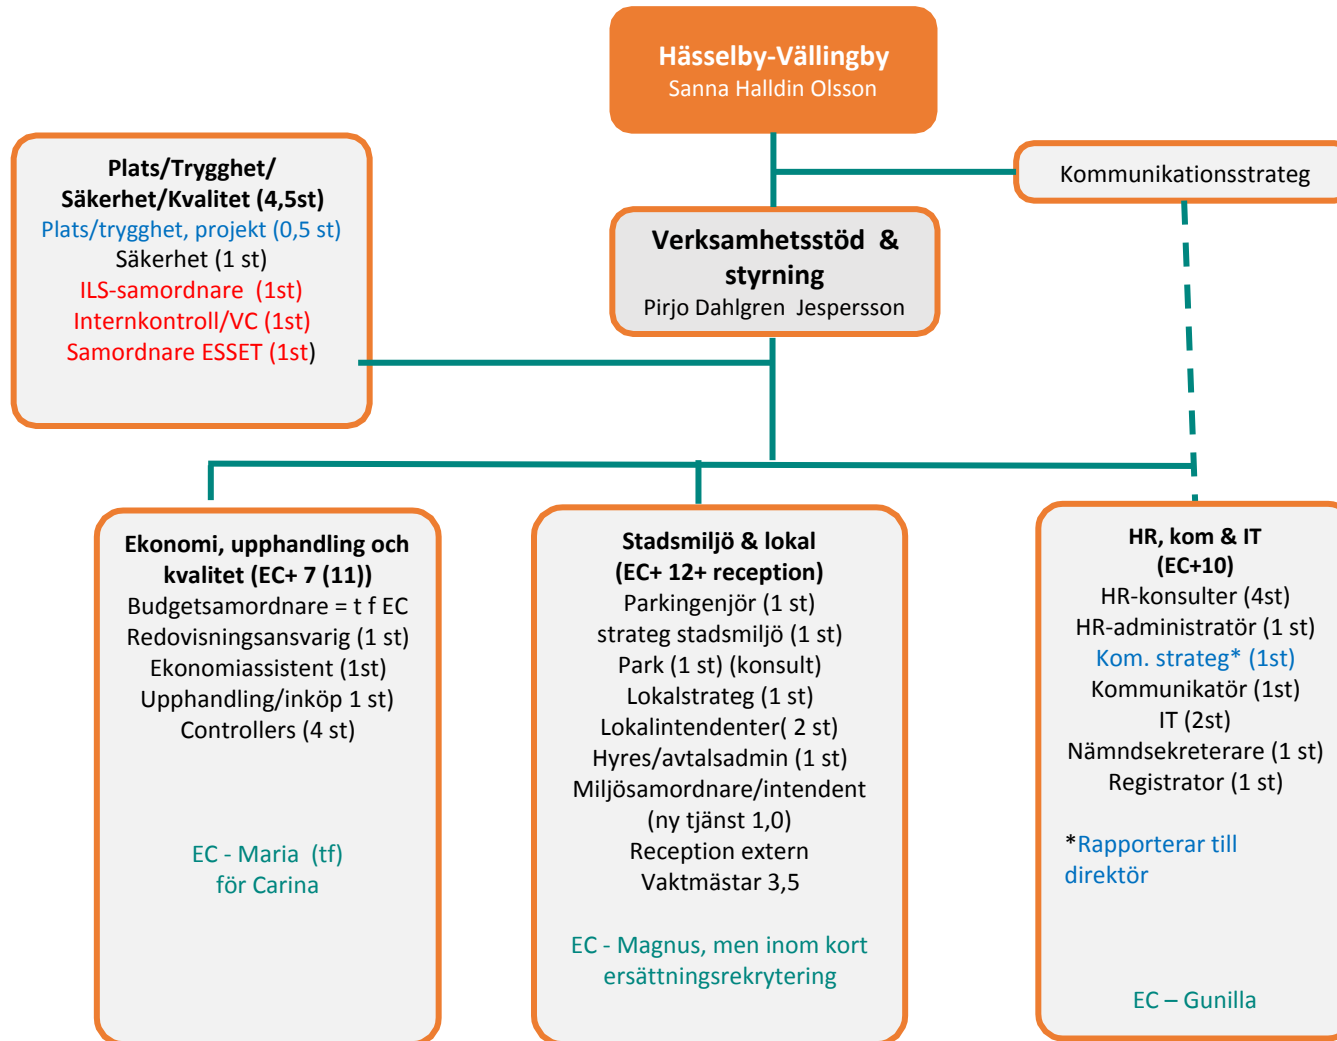 Hässelby-Vällingby
Sanna Halldin Olsson
Kommunikationsstrateg
Plats/Trygghet/
Säkerhet/Kvalitet (4,5st)
Plats/trygghet, projekt (0,5 st)
Säkerhet (1 st)
ILS-samordnare  (1st)
Internkontroll/VC (1st)
Samordnare ESSET (1st)
Verksamhetsstöd  &
styrning
Pirjo Dahlgren  Jespersson
Ekonomi, upphandling och
kvalitet (EC+ 7 (11))
Budgetsamordnare = t f EC
Redovisningsansvarig (1 st)
Ekonomiassistent (1st)
Upphandling/inköp 1 st)
Controllers (4 st)
EC - Maria  (tf)
för Carina
Stadsmiljö & lokal
(EC+ 12+ reception)
Parkingenjör (1 st)
strateg stadsmiljö (1 st)
Park (1 st) (konsult)
Lokalstrateg (1 st)
Lokalintendenter( 2 st)
Hyres/avtalsadmin (1 st)
Miljösamordnare/intendent
(ny tjänst 1,0)
Reception extern
Vaktmästar 3,5
EC - Magnus, men inom kort
ersättningsrekrytering
HR, kom & IT
(EC+10)
HR-konsulter (4st)
HR-administratör (1 st)
Kom. strateg* (1st)
Kommunikatör (1st)
IT (2st)
Nämndsekreterare (1 st)
Registrator (1 st)
*Rapporterar till
direktör
EC – Gunilla